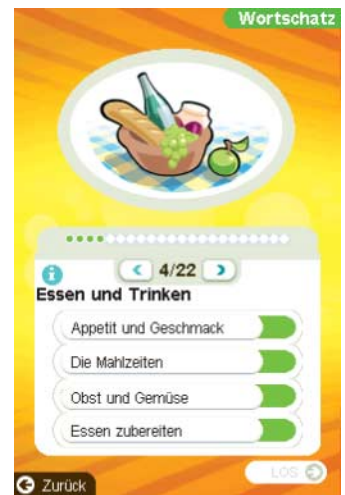 Wortschatz
4/22
Essen und Trinken
Appetit und Geschmack
Die Mahlzeiten
Obst und Gemüse
Essen zubereiten
LOS
Zurück